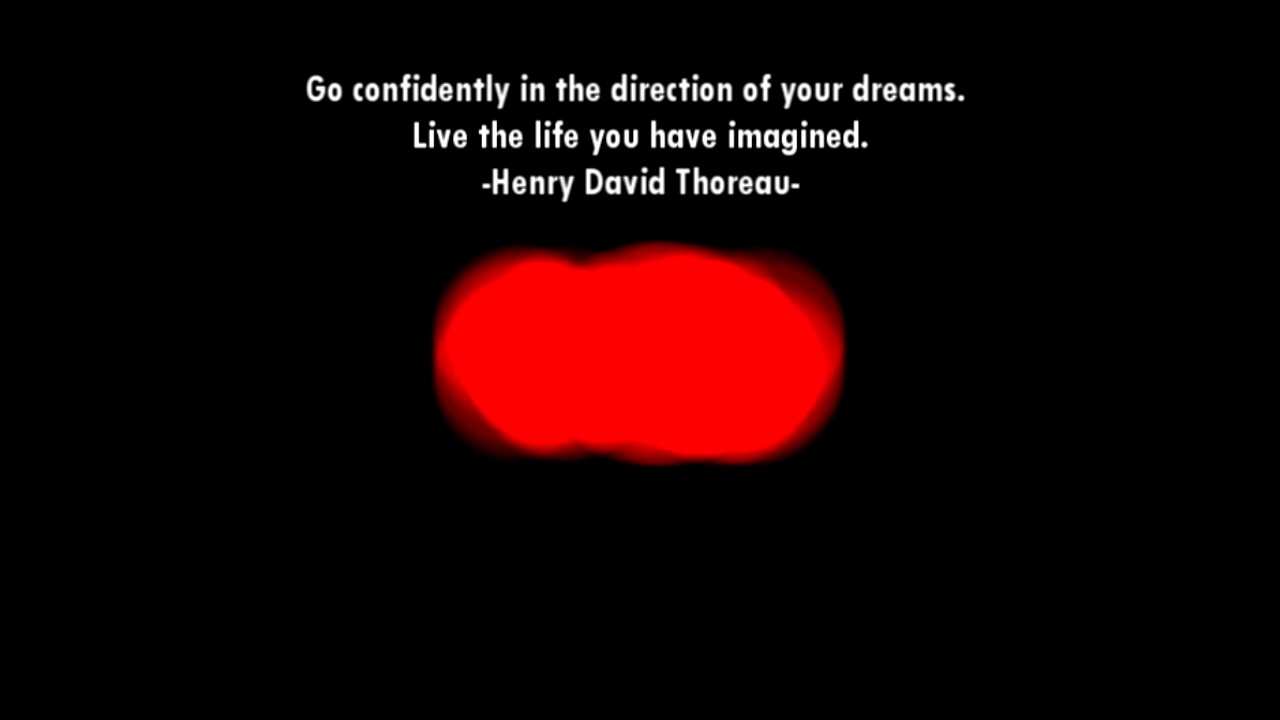 Go confidently in the direction of your dreams.
Live the life you have imagined.
-Henry David Thoreau-